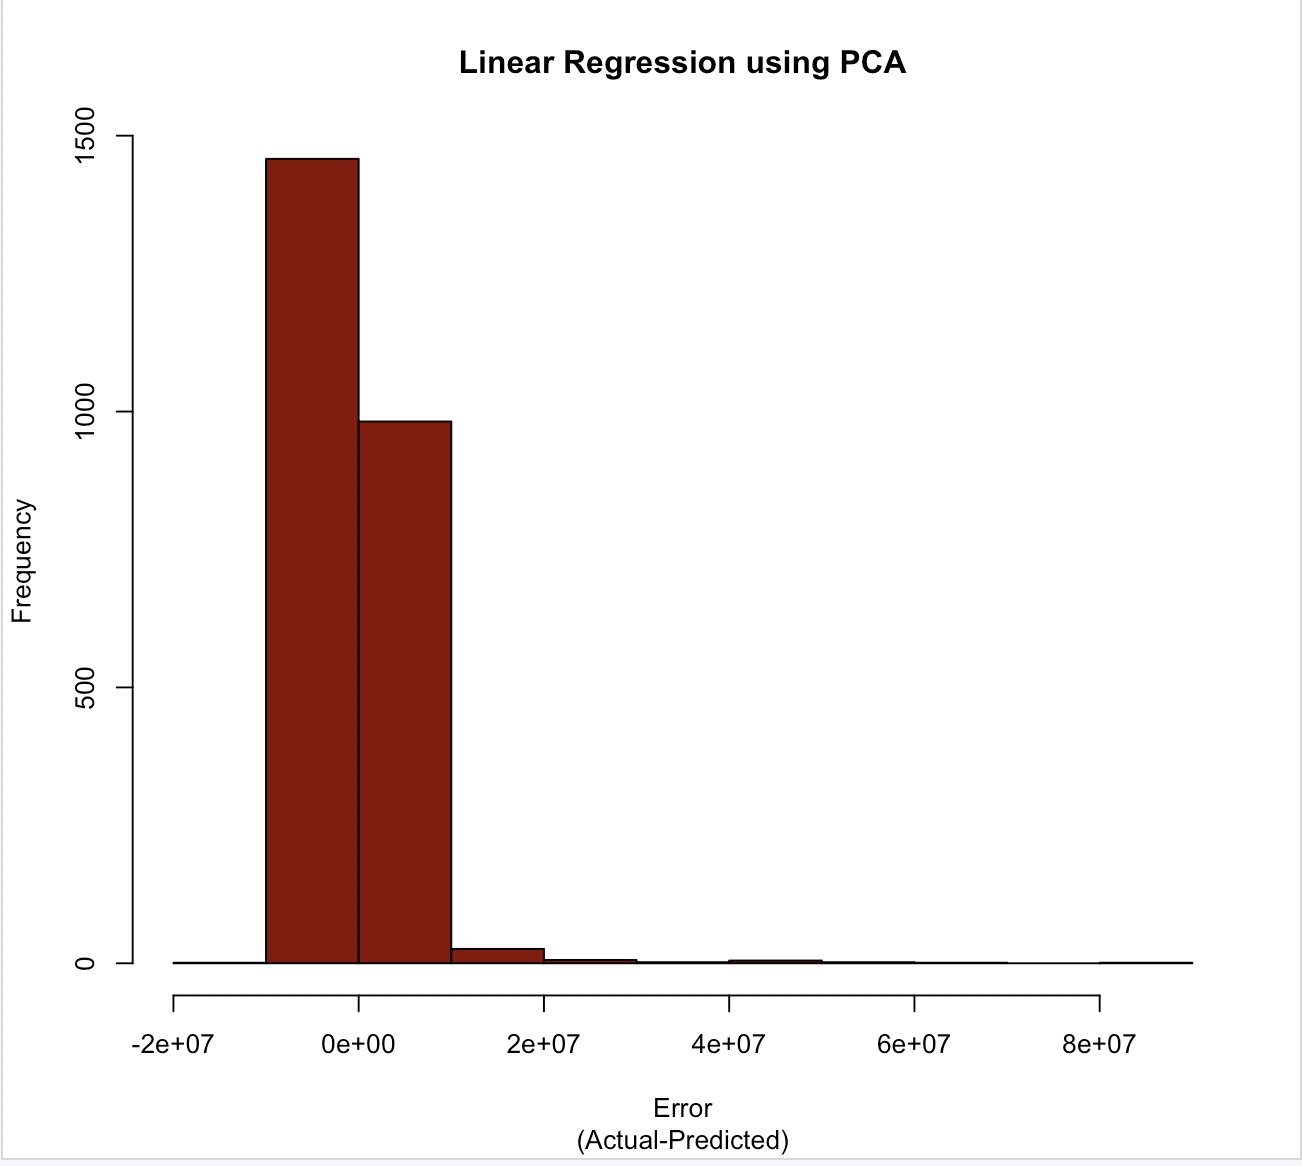 Linear Regression using PCA
1500
1000
500
0
Frequency
-2e+07 0e+00 2e+07 4e+07 6e+07 8e+07
Error
(Actual-Predicted)